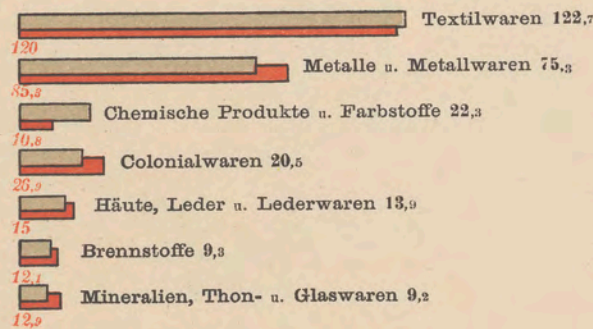 Textilwaren 122,7
120
Metalle u. Metallwaren 75,3
85,8
Chemische Produkte u. Farbstoffe 22,3
10,8
Colonialwaren 20,5
26,9
Häute, Leder u. Lederwaren 13,9
15
Brennstoffe 9,3
12,1
Mineralien, Thon- u. Glaswaren 9,2
12,9